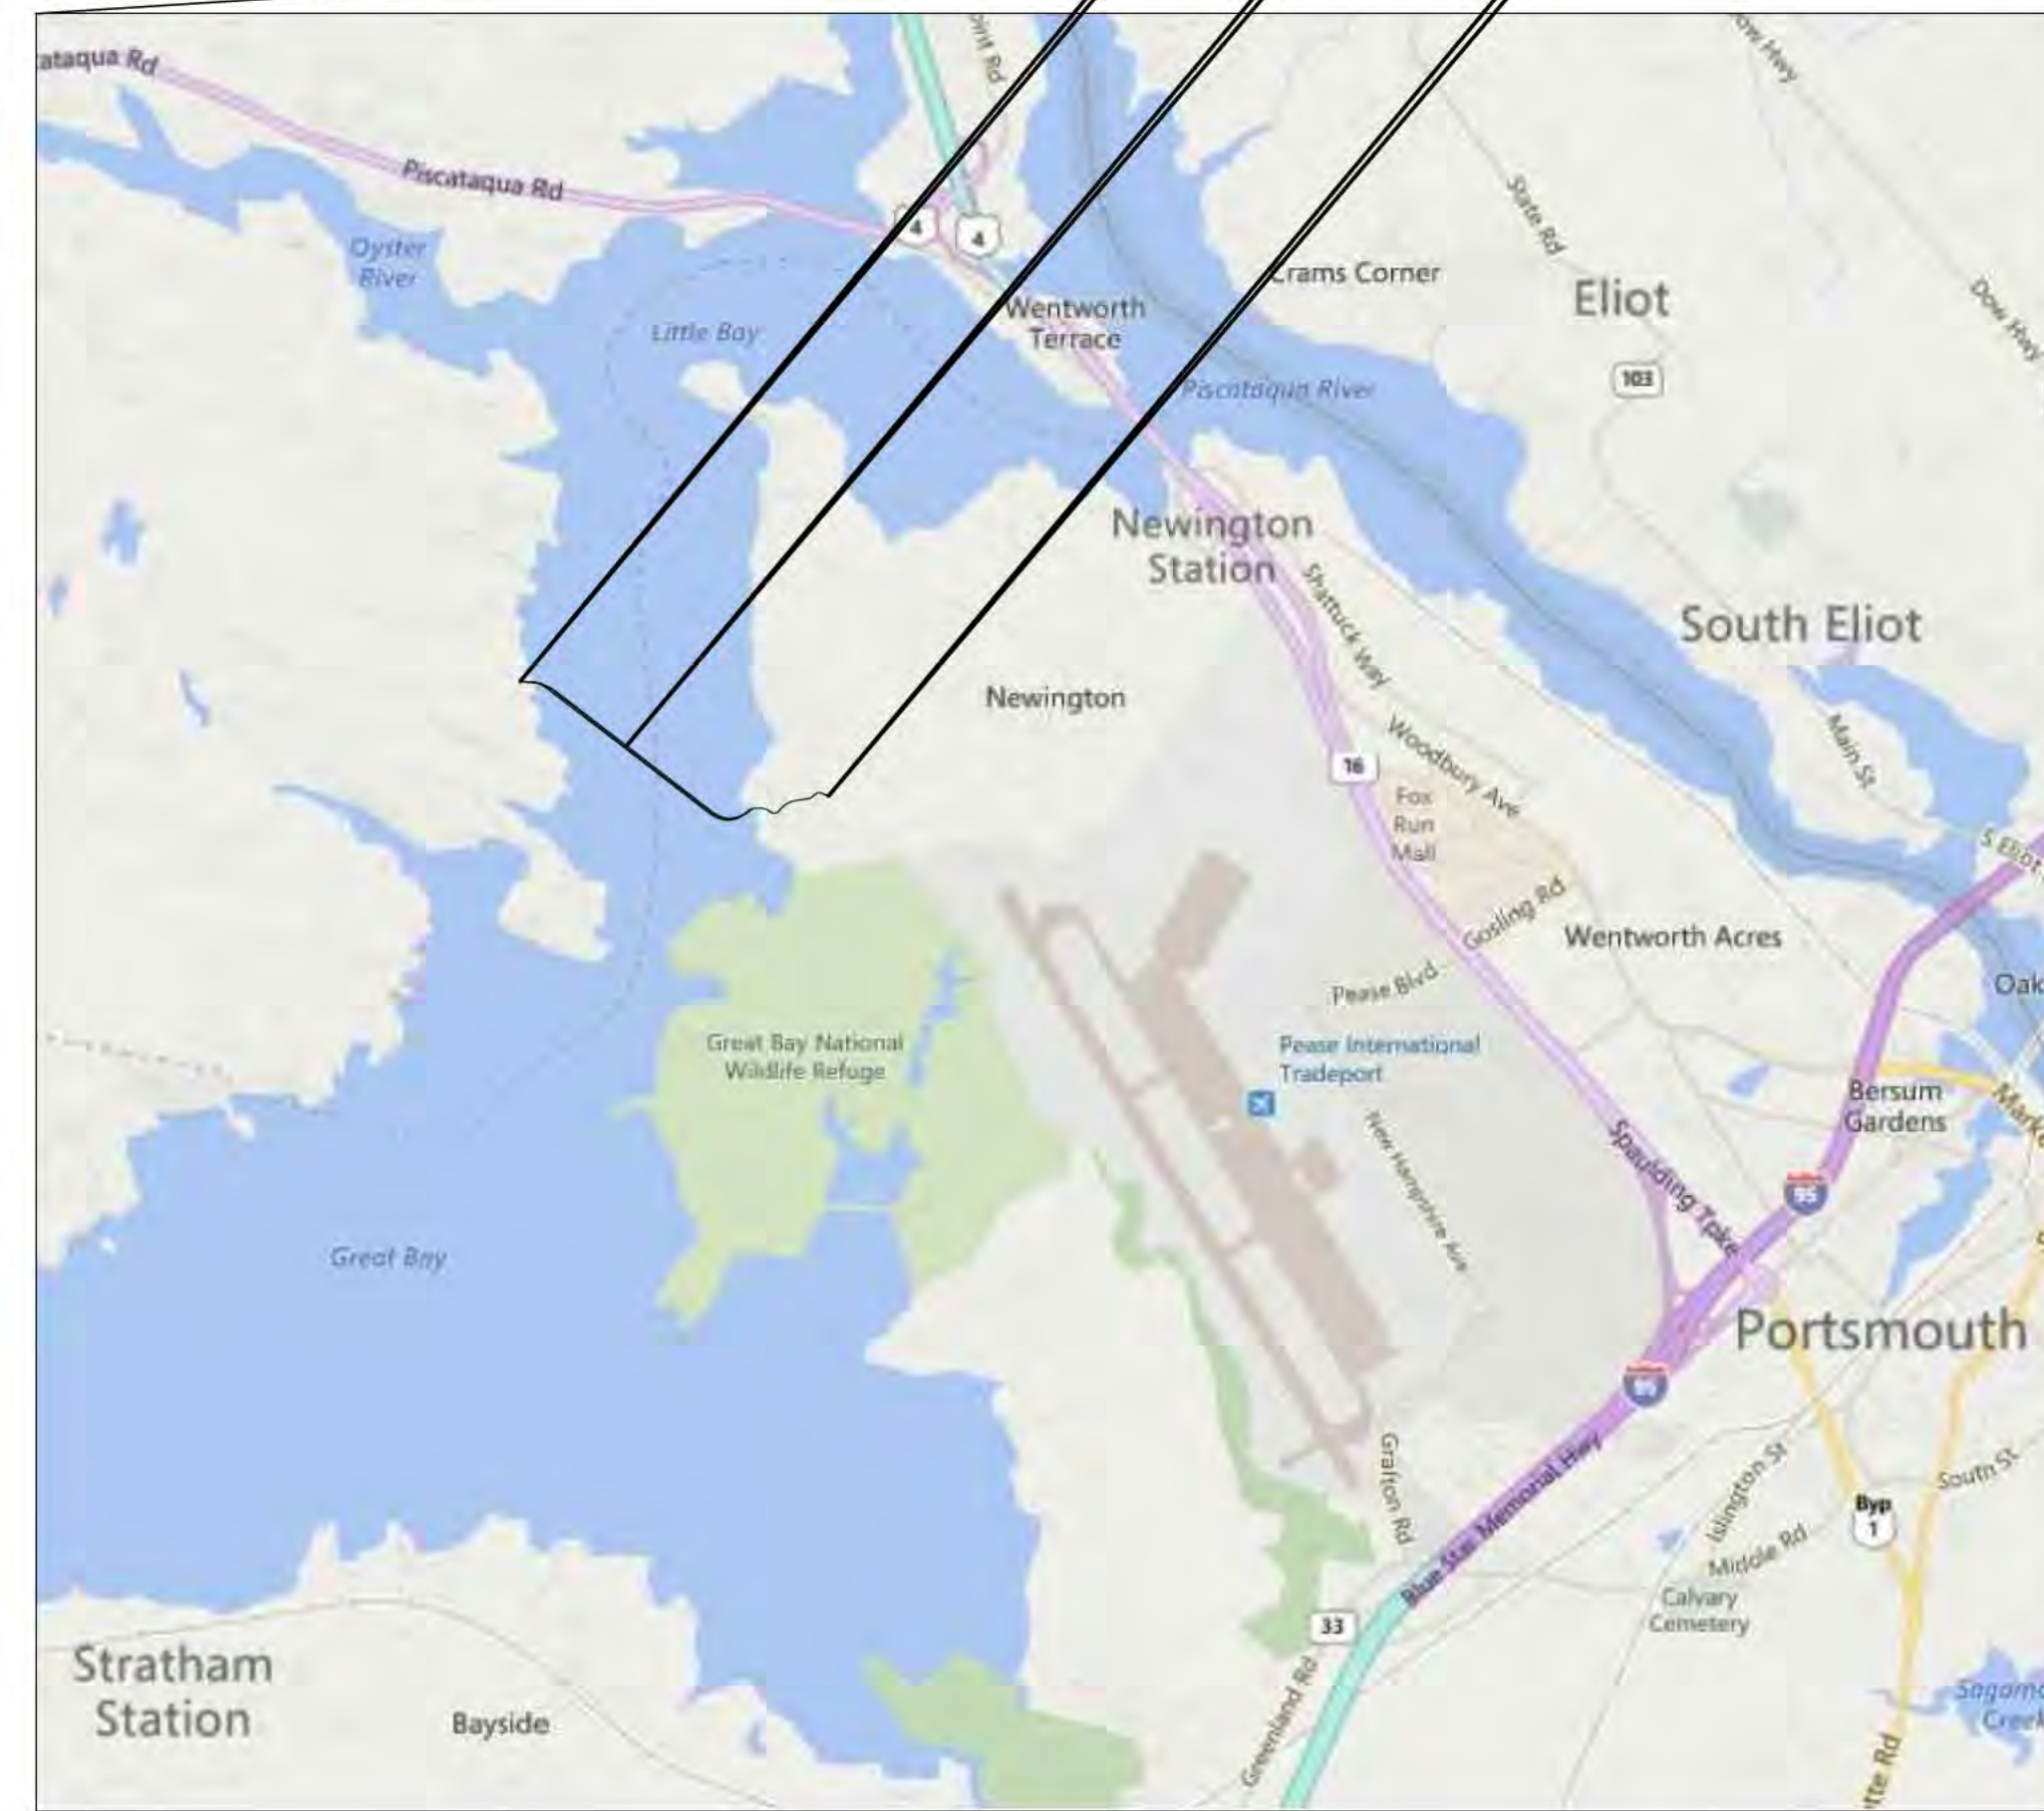 Piscataqua Rd
4
4
State Rd
Oyster
River
Little Bay
Crams Corner
Eliot
Dow Hwy
Wentworth
Terrace
103
Piscataqua River
Newington
Station
Shattuck Way
South Eliot
Newington
Main St
Woodbury Ave
16
Fox
Run
Mall
Gosling Rd
Wentworth Acres
Pease Blvd
Oak
Great Bay National
Wildlife Refuge
Pease International
Tradeport
Bersum
Gardens
New Hampshire Ave
Spaulding Tpke
95
Great Bay
Portsmouth
95
Grafton Rd
Blue Star Memorial Hwy
Islington St
South St
Byp
1
Middle Rd
Calvary
Cemetery
33
Greenland Rd
Stratham
Station
Bayside